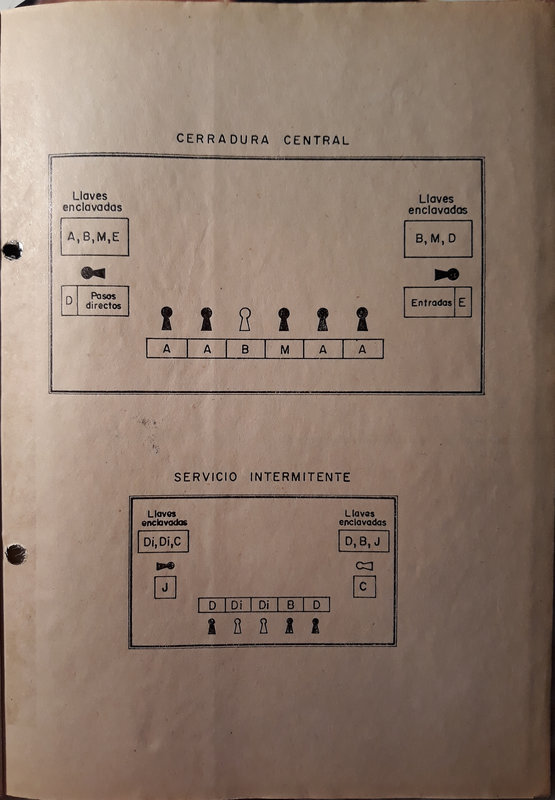 CERRADURA CENTRAL
Llaves
enclavadas
A, B, M, E
D
Pasos
directos
Llaves
enclavadas
B, M, D
Entradas E
A A B M A A
SERVICIO INTERMITENTE
Llaves
enclavadas
Di, Di, C
J
Llaves
enclavadas
D, B, J
C
D Di Di B D